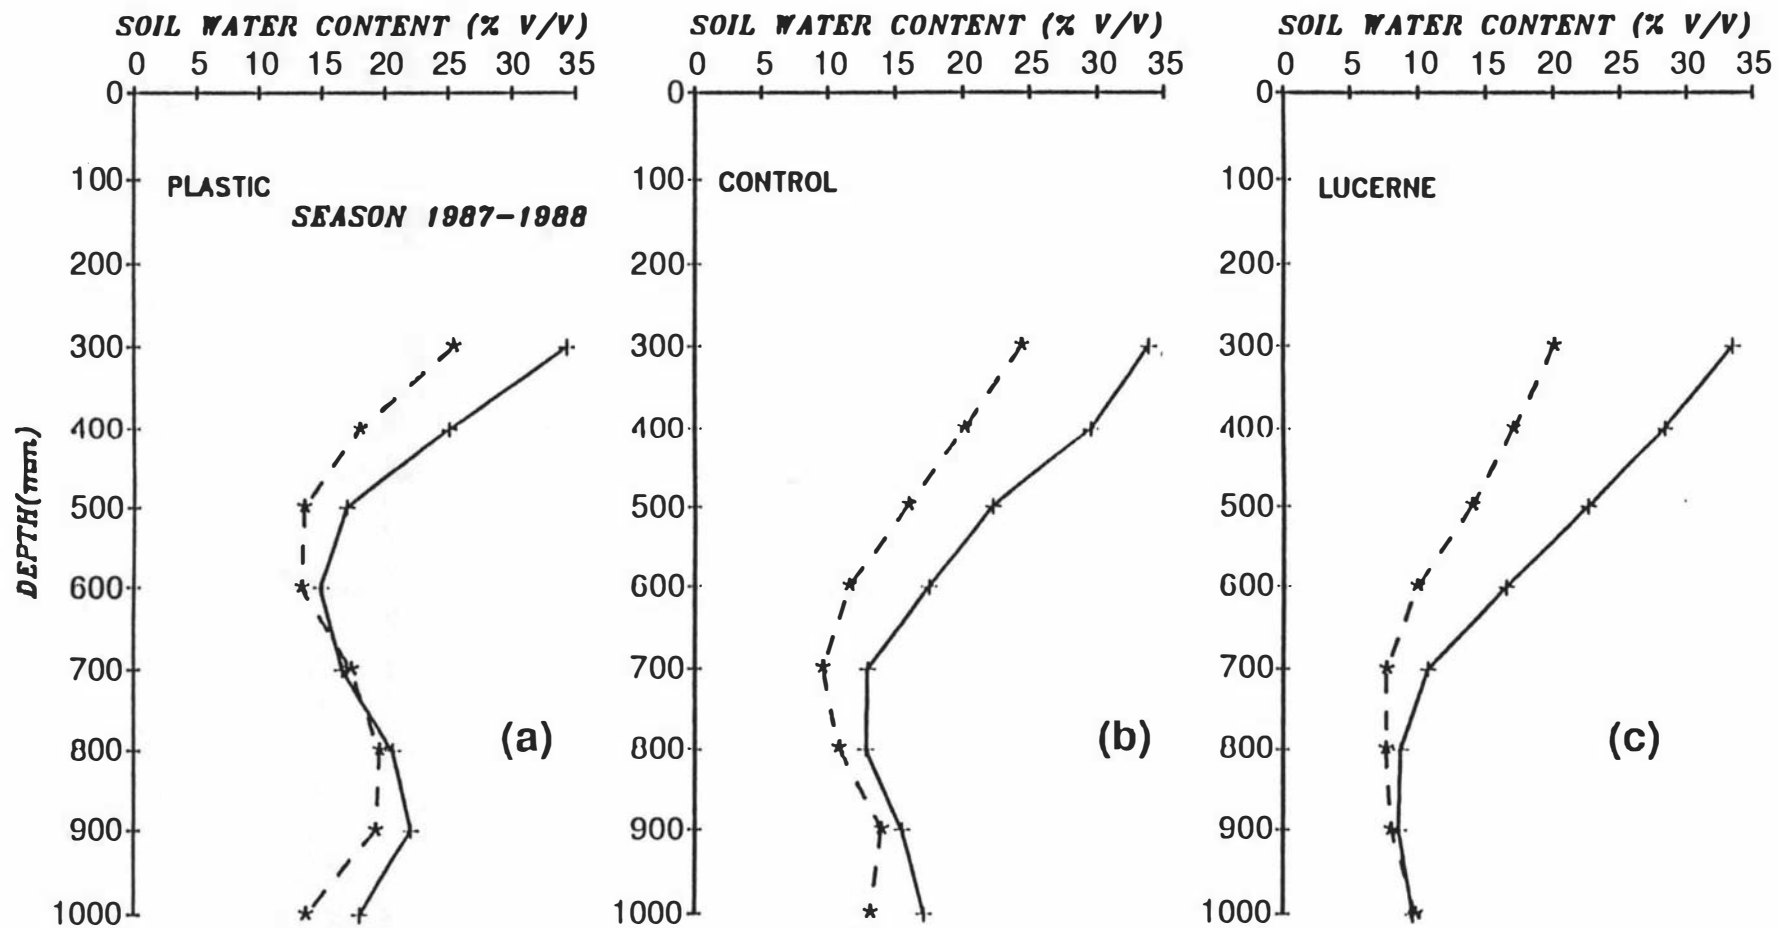 SOIL WATER CONTENT (% V/V)
0 5 10 15 20 25 30 35
0
100
200
300
400
500
600
700
800
900
1000
DEPTH(mm)
PLASTIC
SEASON 1987-1988
(a)
SOIL WATER CONTENT (% V/V)
0 5 10 15 20 25 30 35
0
100
200
300
400
500
600
700
800
900
1000
CONTROL
(b)
SOIL WATER CONTENT (% V/V)
0 5 10 15 20 25 30 35
0
100
200
300
400
500
600
700
800
900
1000
LUCERNE
(c)